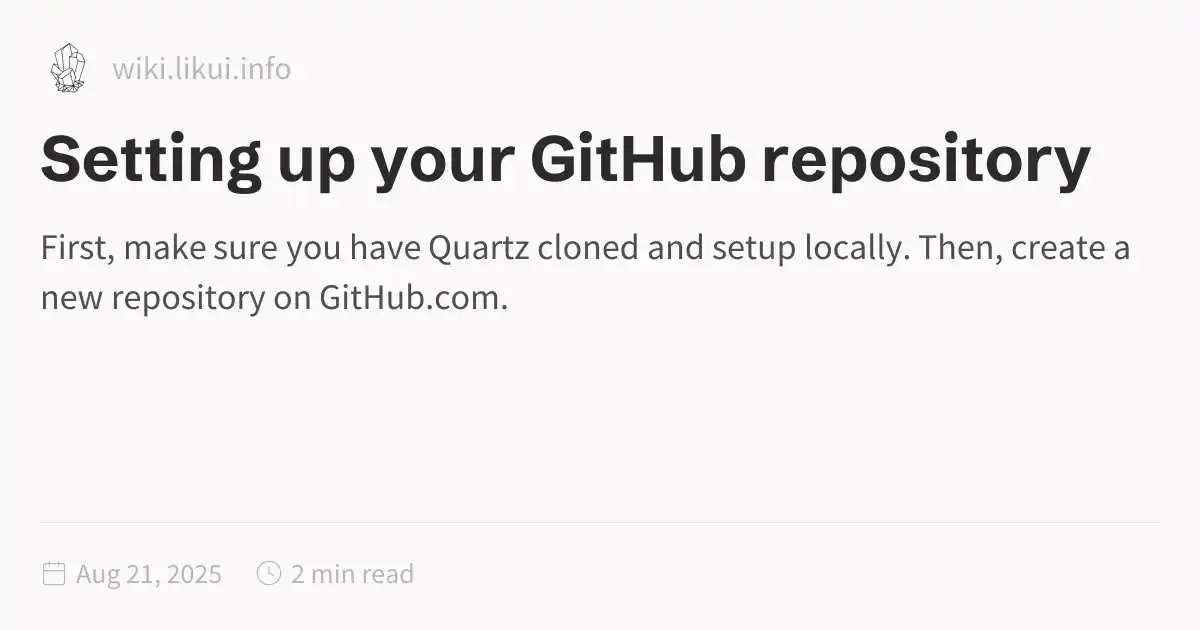 wiki.likui.info
Setting up your GitHub repository
First, make sure you have Quartz cloned and setup locally. Then, create a
new repository on GitHub.com.
Aug 21, 2025 2 min read